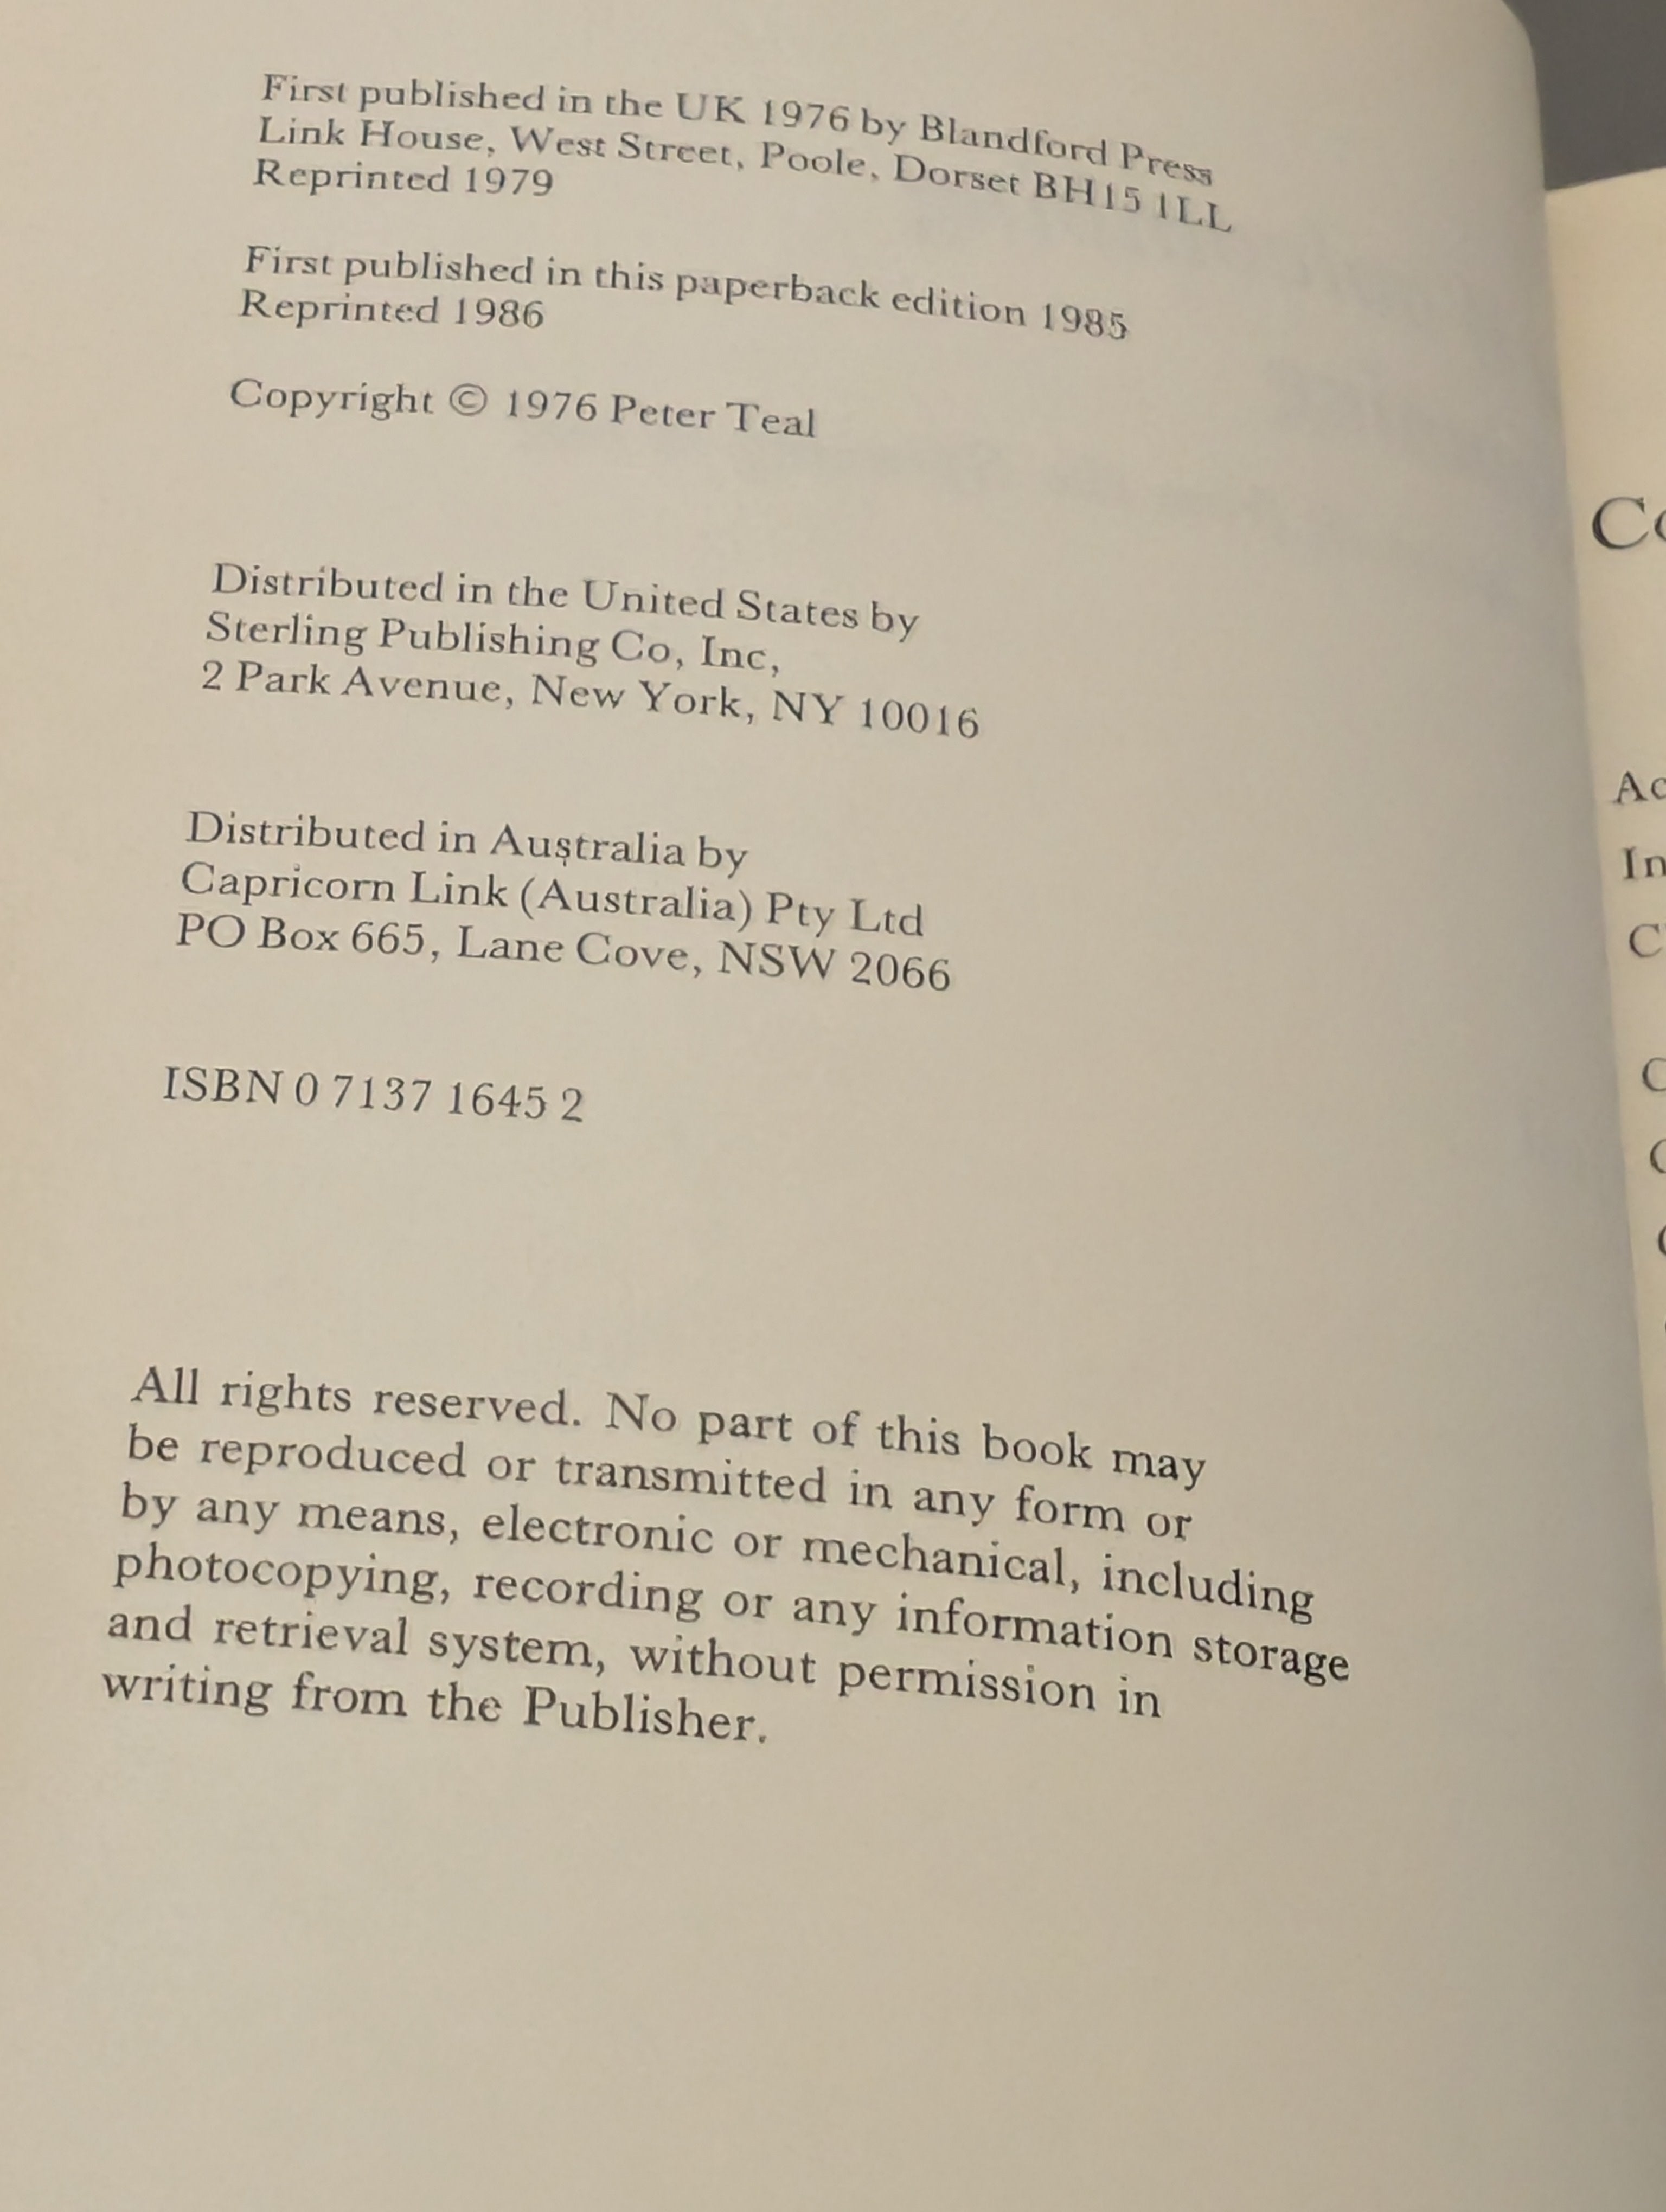 First published in the UK 1976 by Blandford Press
Link House, West Street, Poole, Dorset BH15 1LL
Reprinted 1979
First published in this paperback edition 1985
Reprinted 1986
Copyright © 1976 Peter Teal
Distributed in the United States by
Sterling Publishing Co, Inc,
2 Park Avenue, New York, NY 10016
Distributed in Australia by
Capricorn Link (Australia) Pty Ltd
PO Box 665, Lane Cove, NSW 2066
ISBN 0 7137 1645 2
All rights reserved. No part of this book may
be reproduced or transmitted in any form or
by any means, electronic or mechanical, including
photocopying, recording or any information storage
and retrieval system, without permission in
writing from the Publisher.